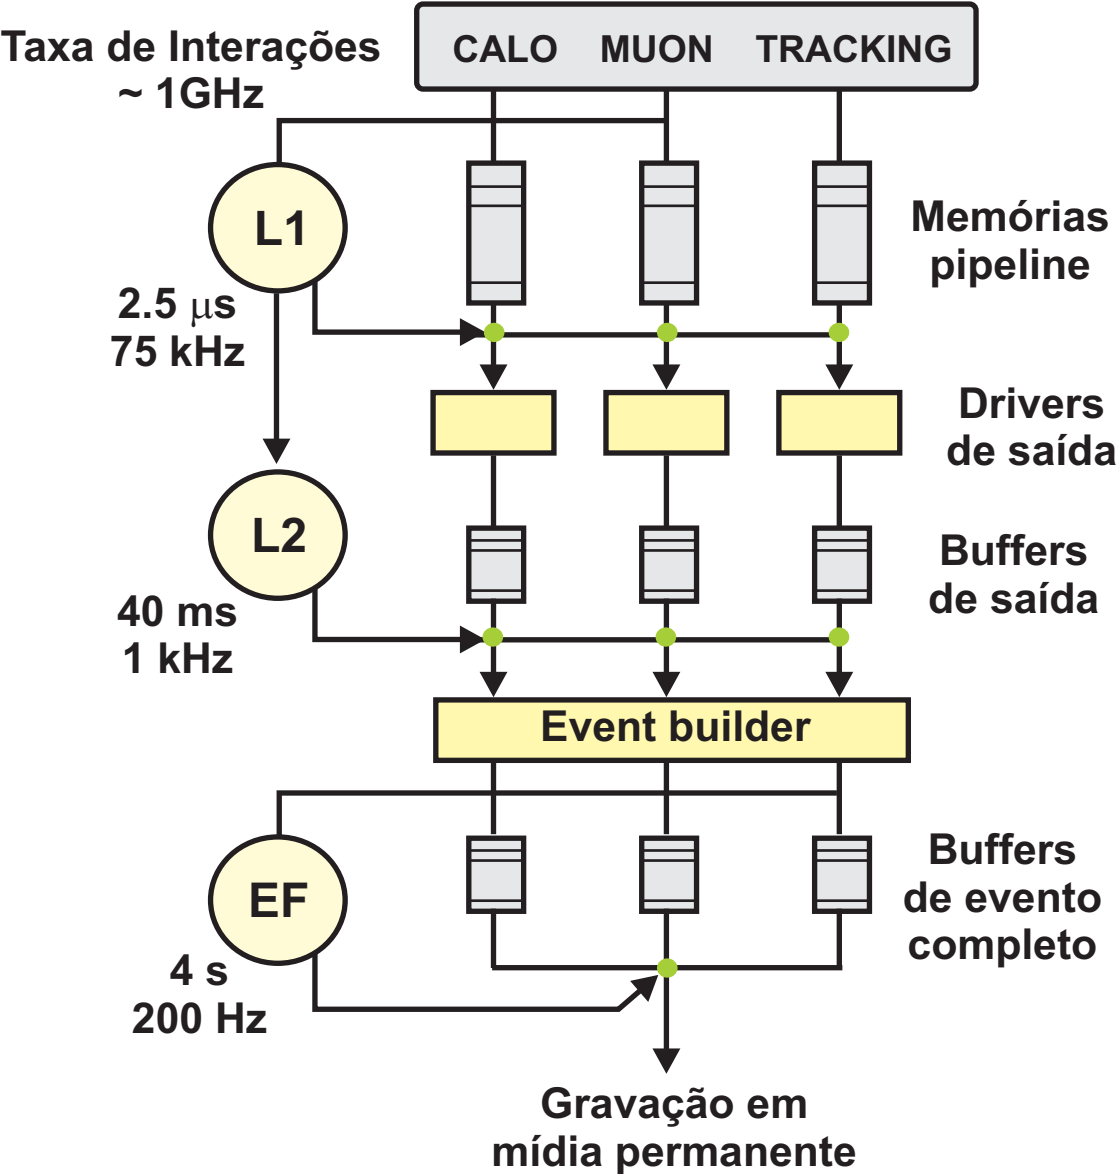 Taxa de Interações
~ 1GHz
CALO MUON TRACKING
L1
2.5 μs
75 kHz
Memórias
pipeline
Drivers
de saída
L2
40 ms
1 kHz
Buffers
de saída
Event builder
EF
4 s
200 Hz
Buffers
de evento
completo
Gravação em
mídia permanente